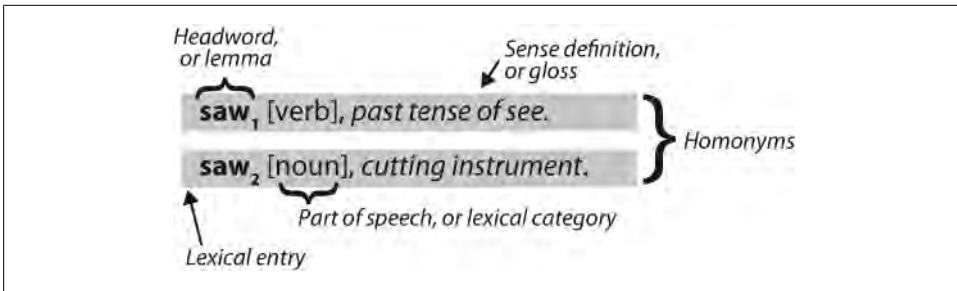 Headword,
or lemma
Sense definition,
or gloss
saw₁ [verb], past tense of see.
Homonyms
saw₂ [noun], cutting instrument.
Part of speech, or lexical category
Lexical entry